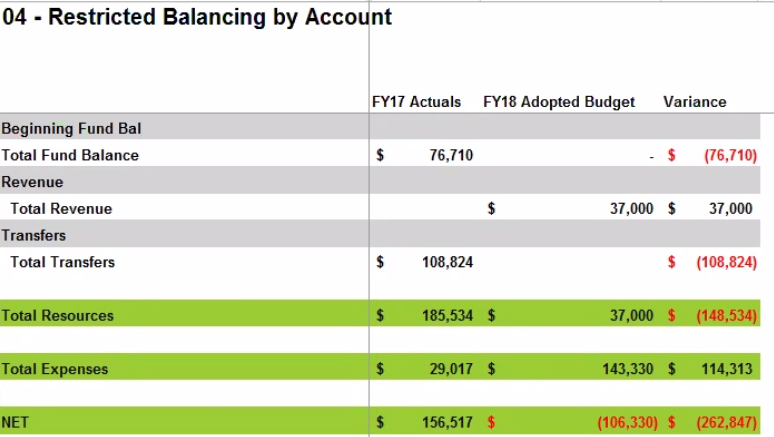 04 - Restricted Balancing by Account
FY17 Actuals FY18 Adopted Budget Variance
Beginning Fund Bal
Total Fund Balance $ 76,710 - $ (76,710)
Revenue
Total Revenue $ 37,000 $ 37,000
Transfers
Total Transfers $ 108,824 $ (108,824)
Total Resources $ 185,534 $ 37,000 $ (148,534)
Total Expenses $ 29,017 $ 143,330 $ 114,313
NET $ 156,517 $ (106,330) $ (262,847)